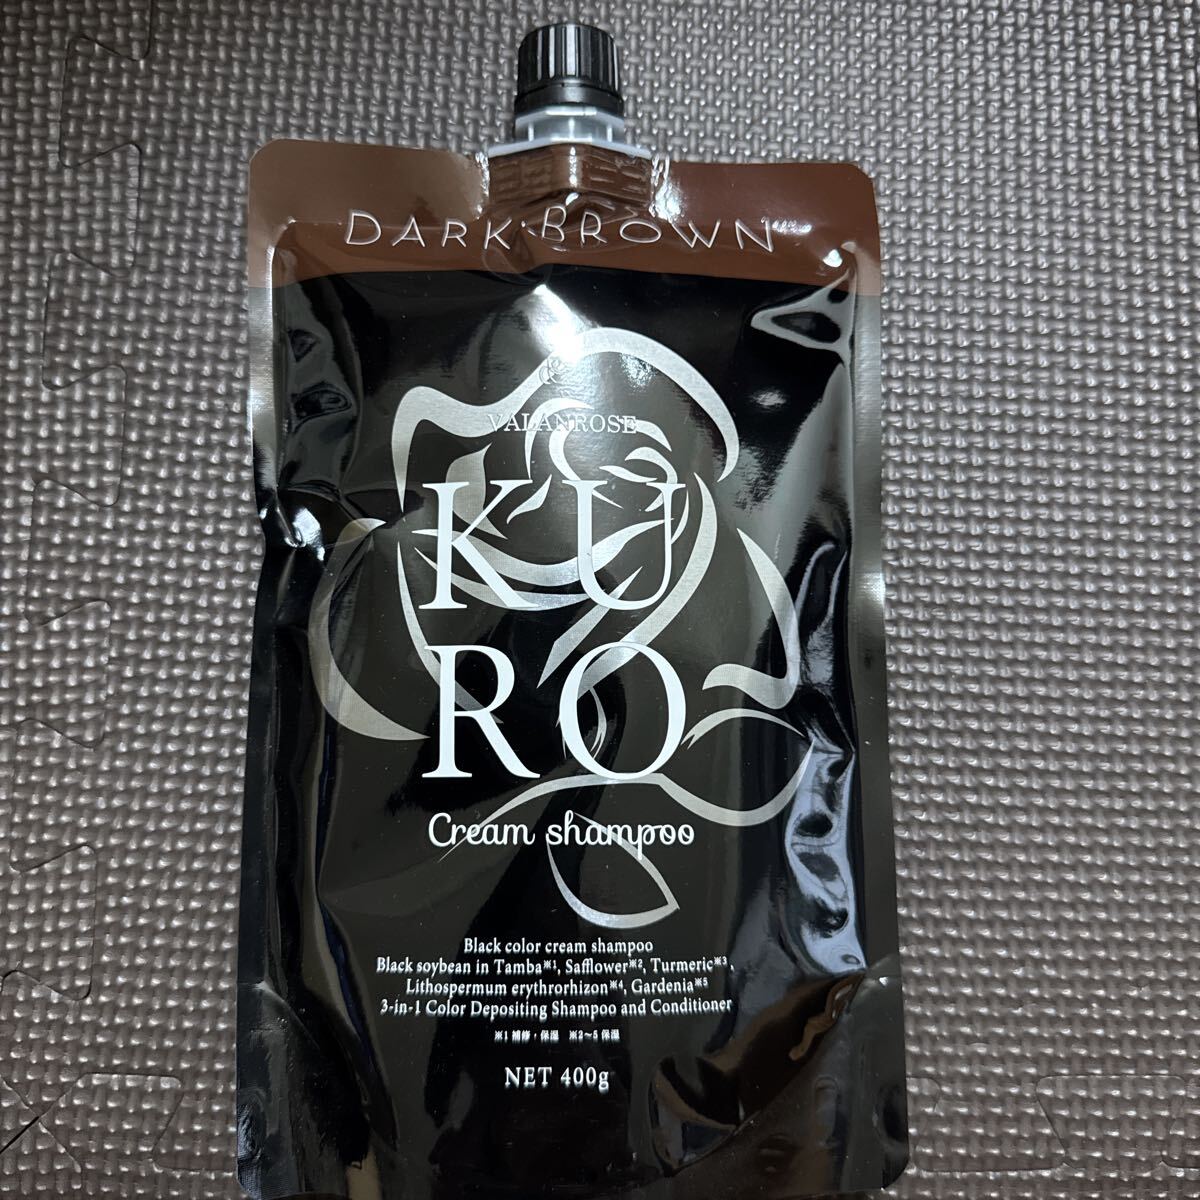 DARK BROWN
&
VALANROSE
KU
RO
Cream shampoo
Black color cream shampoo
Black soybean in Tamba※1, Safflower※2, Turmeric※3,
Lithospermum erythrorhizon※4, Gardenia※5
3-in-1 Color Depositing Shampoo and Conditioner
※1 補修・保湿 ※2～5 保湿
NET 400g